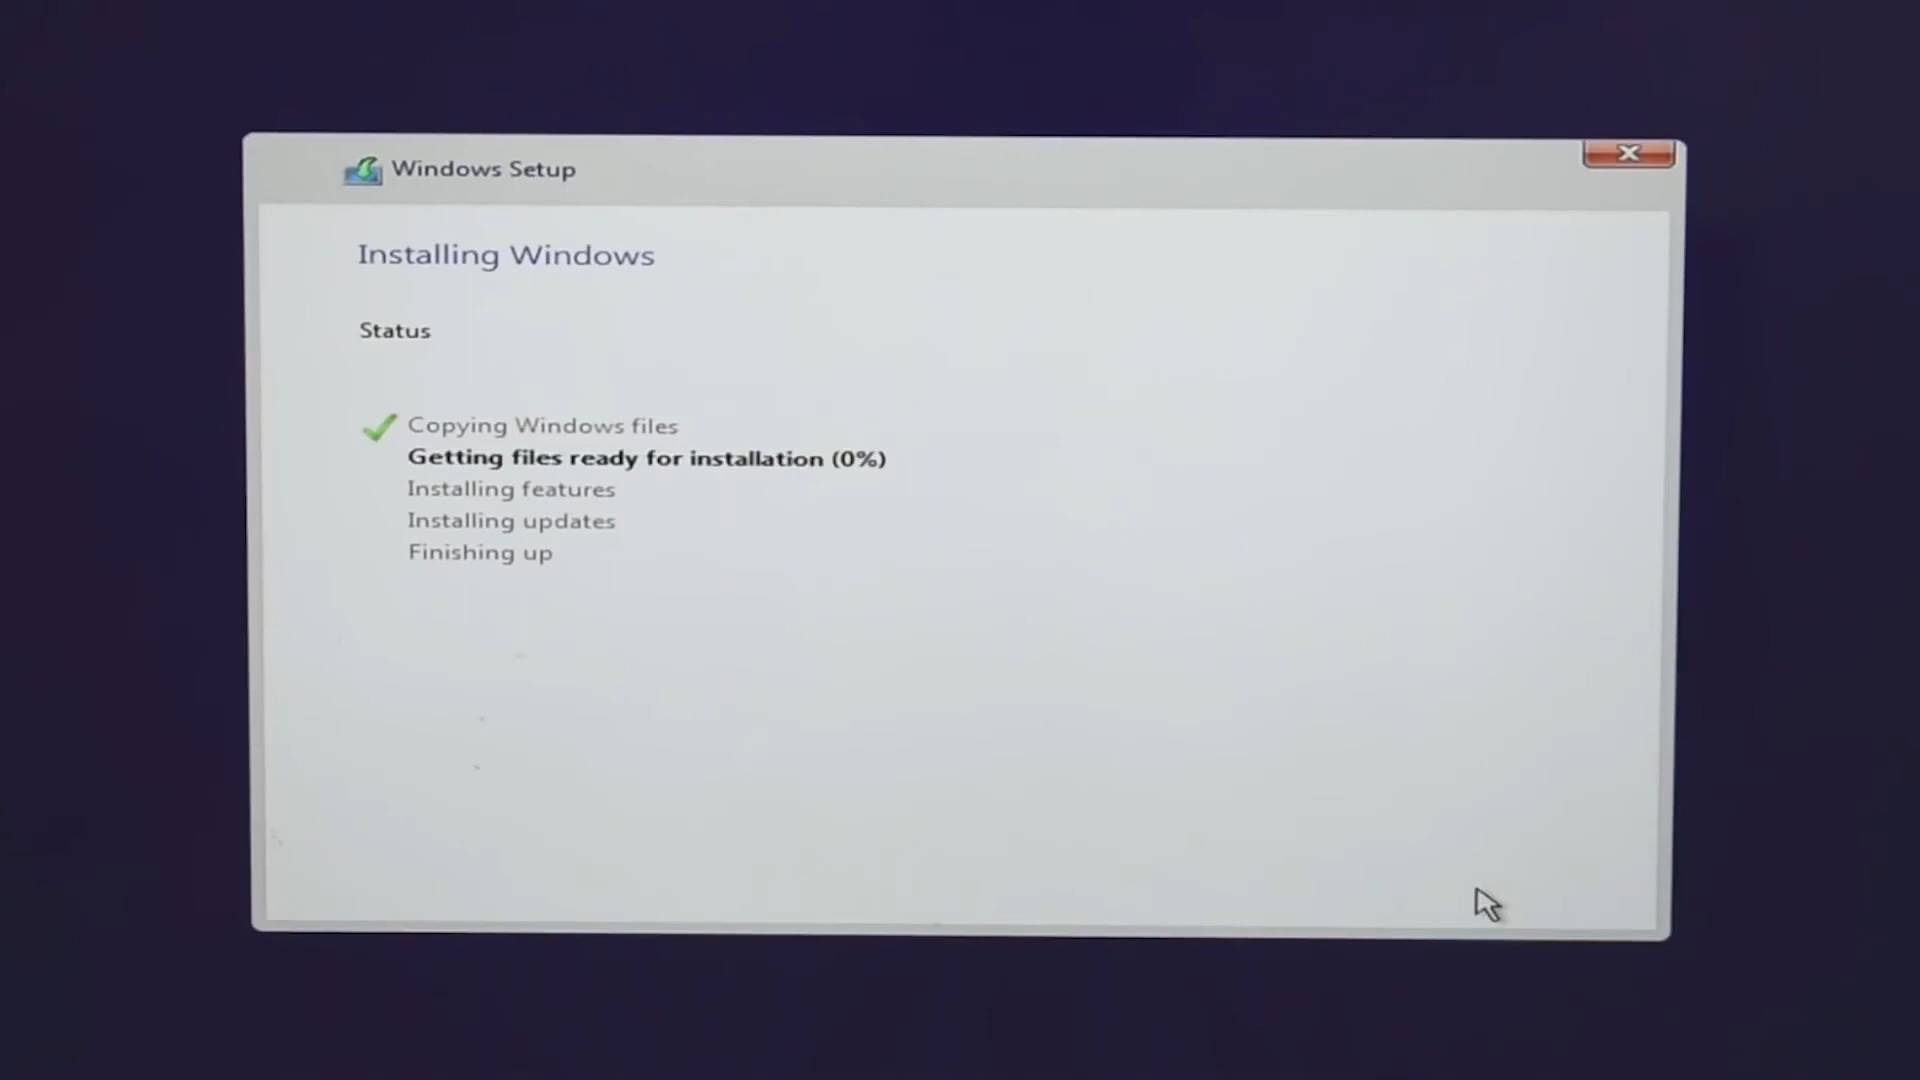 Windows Setup
Installing Windows
Status
Copying Windows files
Getting files ready for installation (0%)
Installing features
Installing updates
Finishing up